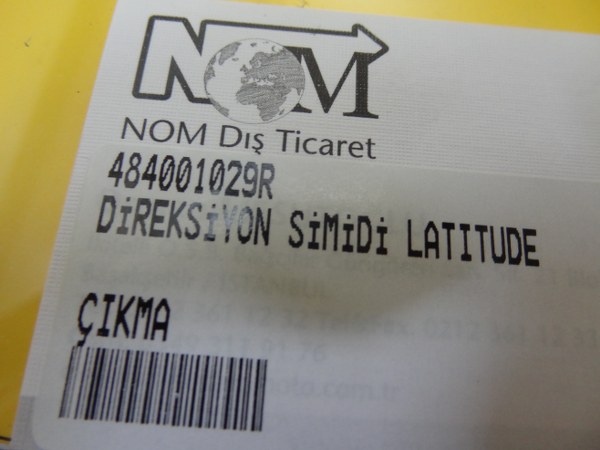 NOM
NOM Dış Ticaret
484001029R
DİREKSİYON SİMİDİ LATITUDE
ÇIKMA